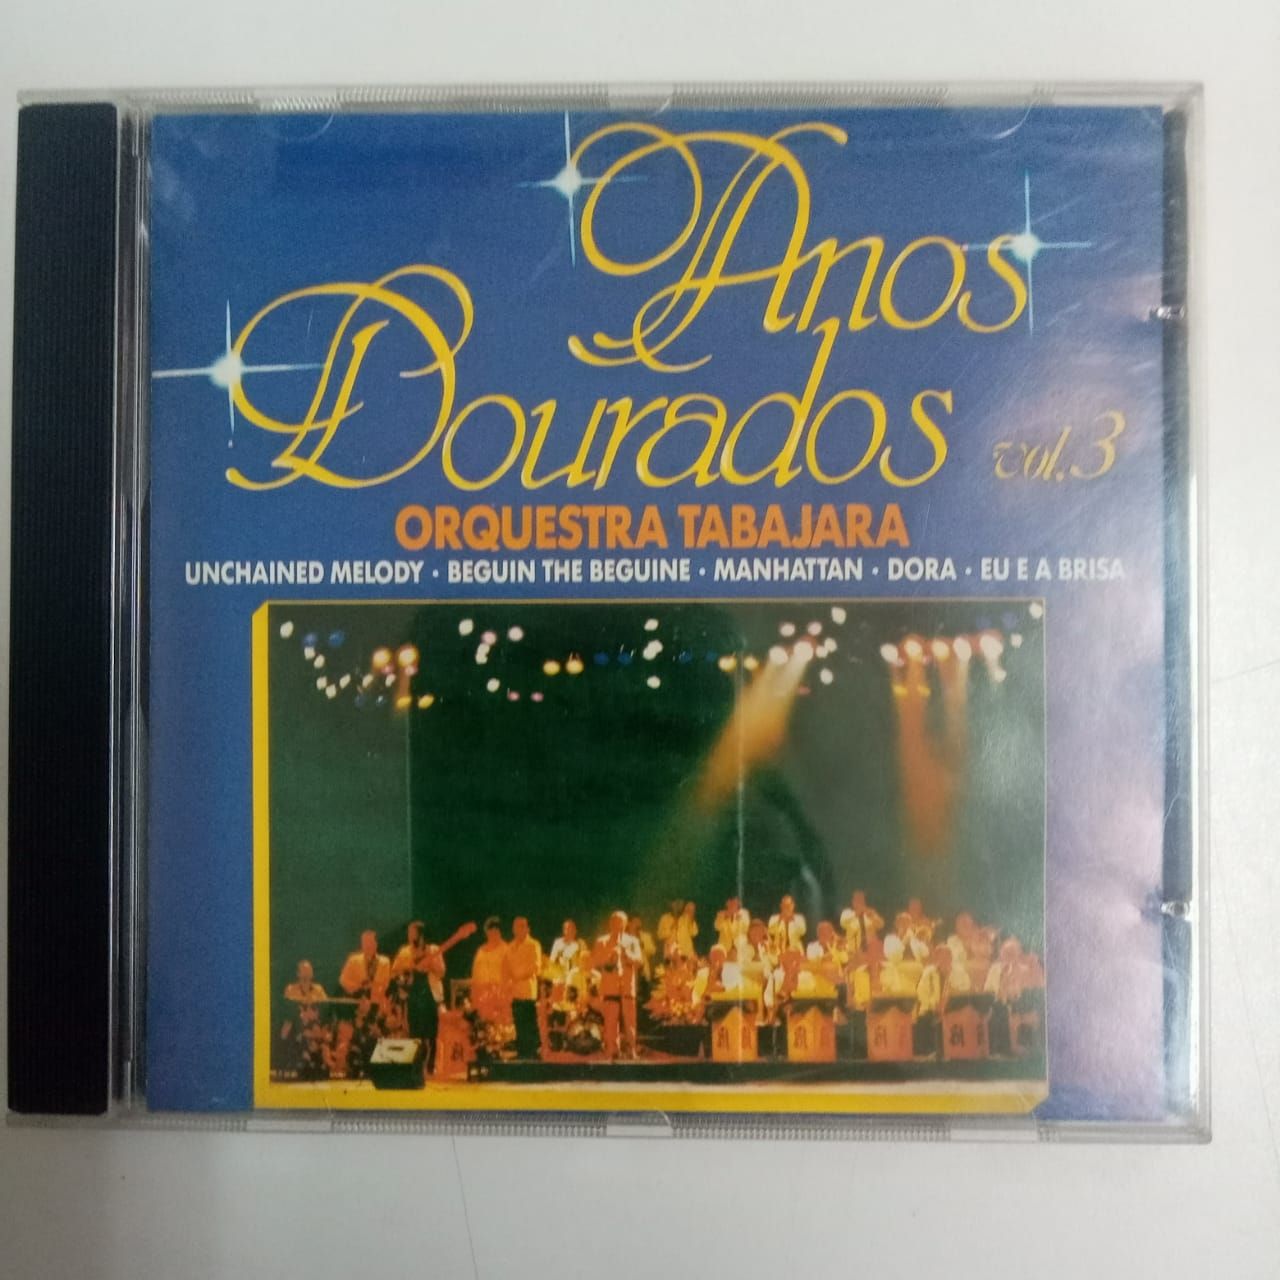 Anos
Dourados vol.3
ORQUESTRA TABAJARA
UNCHAINED MELODY · BEGUIN THE BEGUINE · MANHATTAN · DORA · EU E A BRISA